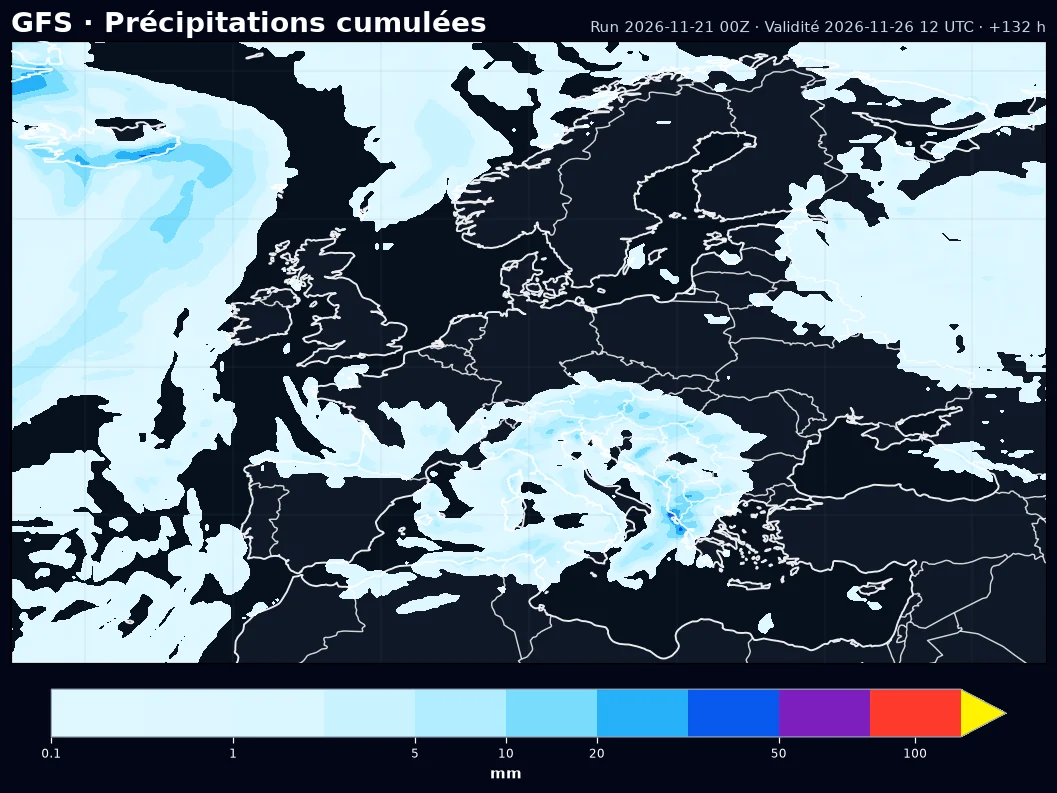 GFS · Précipitations cumulées
Run 2026-11-21 00Z · Validité 2026-11-26 12 UTC · +132 h
0.1 1 5 10 20 50 100
mm